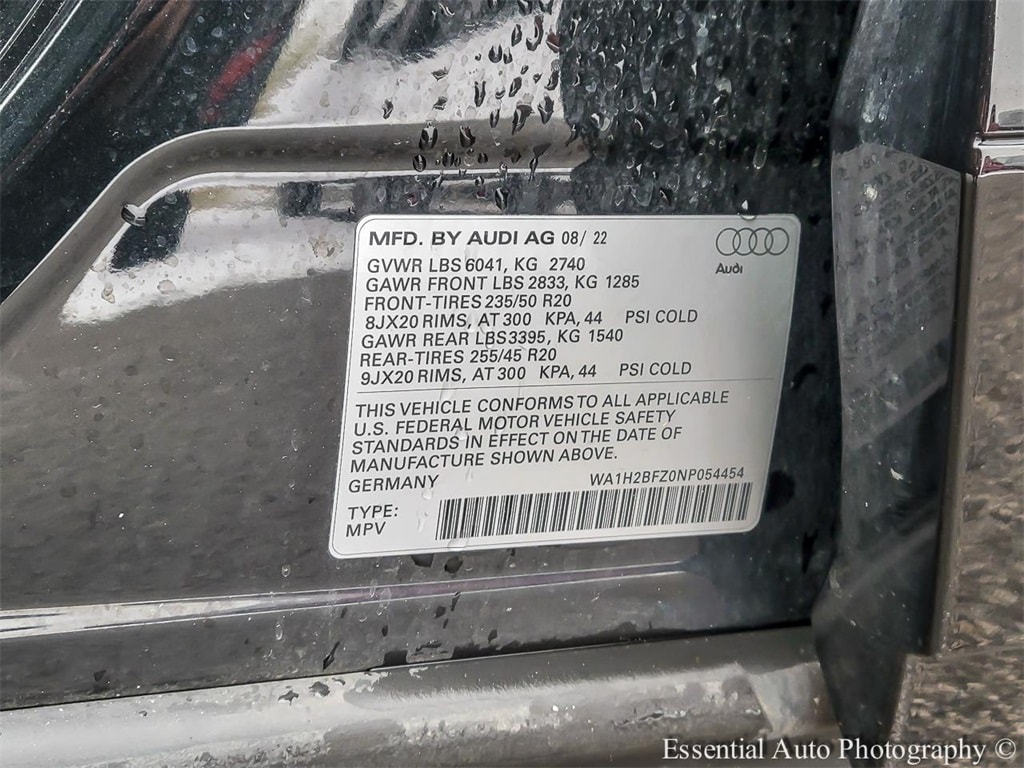 MFD. BY AUDI AG 08/ 22
Audi
GVWR LBS 6041, KG 2740
GAWR FRONT LBS 2833, KG 1285
FRONT-TIRES 235/50 R20
8JX20 RIMS, AT 300 KPA, 44 PSI COLD
GAWR REAR LBS3395, KG 1540
REAR-TIRES 255/45 R20
9JX20 RIMS, AT 300 KPA, 44 PSI COLD
THIS VEHICLE CONFORMS TO ALL APPLICABLE
U.S. FEDERAL MOTOR VEHICLE SAFETY
STANDARDS IN EFFECT ON THE DATE OF
MANUFACTURE SHOWN ABOVE.
GERMANY WA1H2BFZ0NP054454
TYPE:
MPV
Essential Auto Photography ©